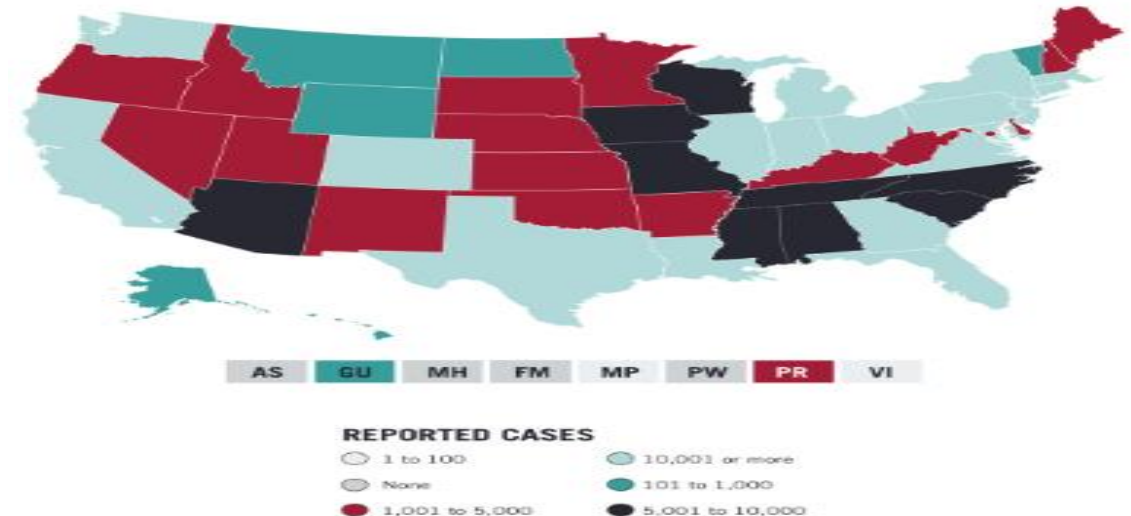 AS GU MH FM MP PW PR VI
REPORTED CASES
1 to 100 10,001 or more
None 101 to 1,000
1,001 to 5,000 5,001 to 10,000